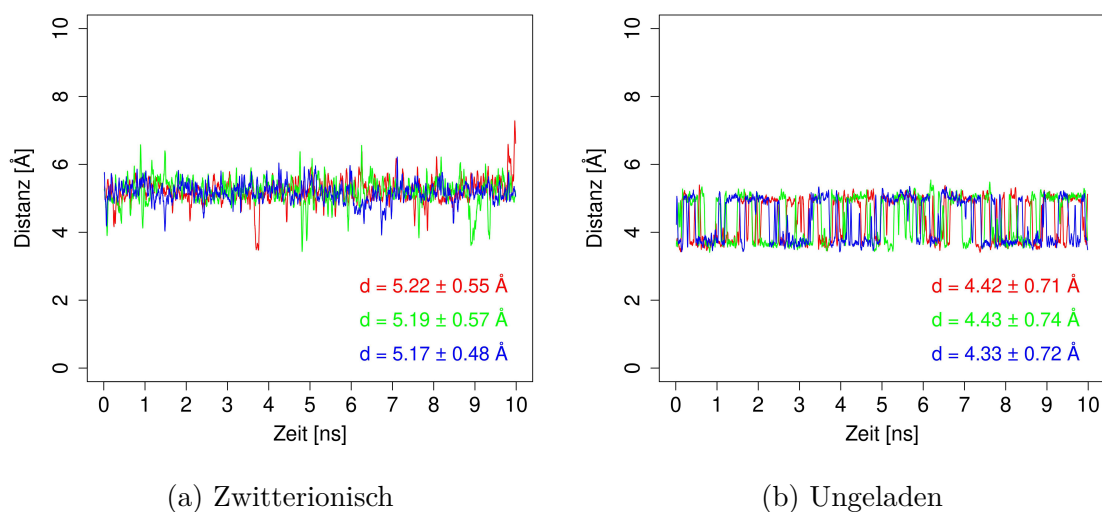 10
8
6
4
2
0
Distanz [Å]
d = 5.22 ± 0.55 Å
d = 5.19 ± 0.57 Å
d = 5.17 ± 0.48 Å
0 1 2 3 4 5 6 7 8 9 10
Zeit [ns]
(a) Zwitterionisch
10
8
6
4
2
0
Distanz [Å]
d = 4.42 ± 0.71 Å
d = 4.43 ± 0.74 Å
d = 4.33 ± 0.72 Å
0 1 2 3 4 5 6 7 8 9 10
Zeit [ns]
(b) Ungeladen